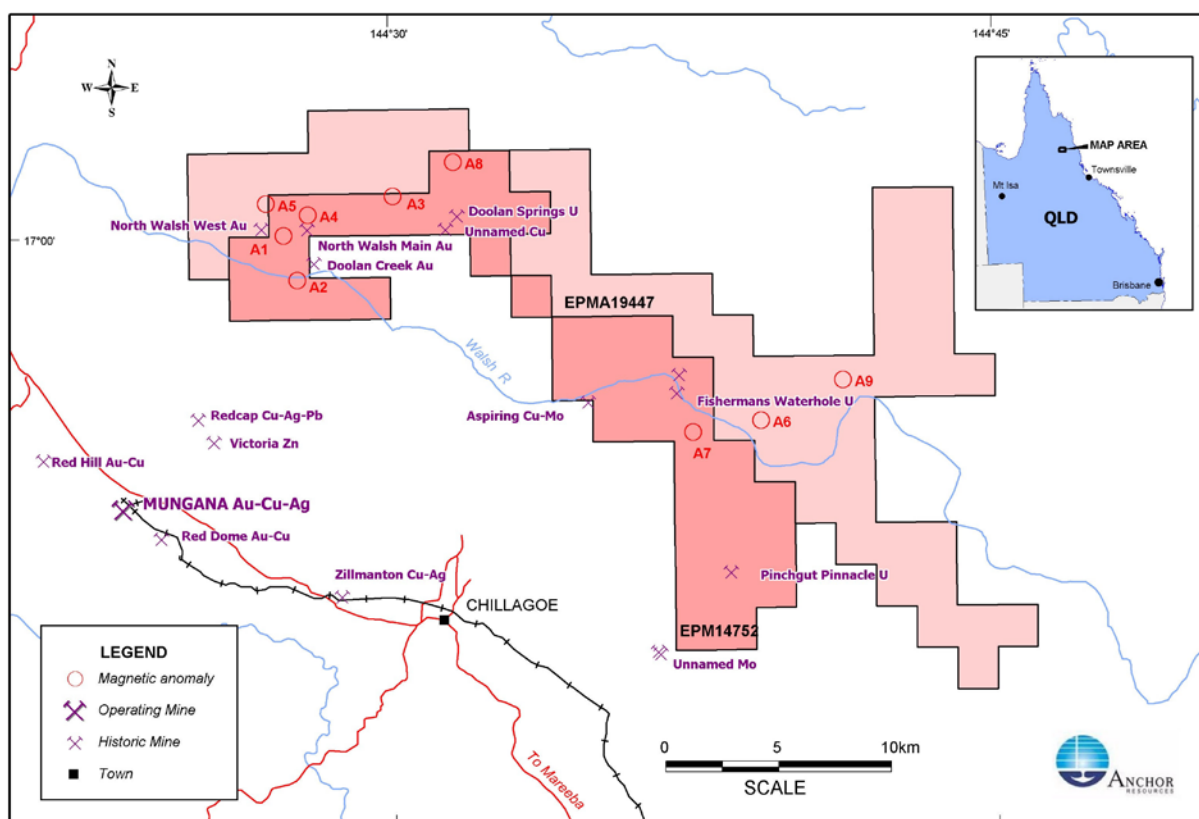 144°30'
144°45'
N
W E
S
MAP AREA
Townsville
Mt Isa
QLD
Brisbane
A8
A3
A5
A4
Doolan Springs U
North Walsh West Au
Unnamed Cu
17°00'
A1
North Walsh Main Au
Doolan Creek Au
A2
EPMA19447
Walsh R
A9
Fishermans Waterhole U
Aspiring Cu-Mo
A6
A7
Redcap Cu-Ag-Pb
Victoria Zn
Red Hill Au-Cu
MUNGANA Au-Cu-Ag
Red Dome Au-Cu
Zillmanton Cu-Ag
Pinchgut Pinnacle U
CHILLAGOE
EPM14752
Unnamed Mo
To Mareeba
LEGEND
Magnetic anomaly
Operating Mine
Historic Mine
Town
0 5 10km
SCALE
ANCHOR
RESOURCES